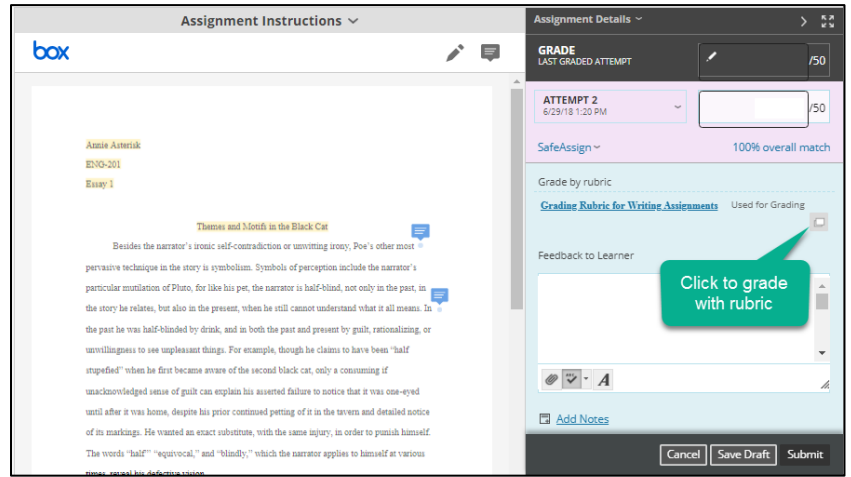 Assignment Instructions
box
Annie Asterisk
ENG-201
Essay 1
Themes and Motifs in the Black Cat
Besides the narrator's ironic self-contradiction or unwitting irony, Poe's other most
pervasive technique in the story is symbolism. Symbols of perception include the narrator's
particular mutilation of Pluto, for like his pet, the narrator is half-blind, not only in the past, in
the story he relates, but also in the present, when he still cannot understand what it all means. In
the past he was half-blinded by drink, and in both the past and present by guilt, rationalizing, or
unwillingness to see unpleasant things. For example, though he claims to have been "half
stupefied" when he first became aware of the second black cat, only a consuming if
unacknowledged sense of guilt can explain his asserted failure to notice that it was one-eyed
until after it was home, despite his prior continued petting of it in the tavern and detailed notice
of its markings. He wanted an exact substitute, with the same injury, in order to punish himself.
The words "half" "equivocal," and "blindly," which the narrator applies to himself at various
times, reveal his defective vision.
Assignment Details
GRADE
LAST GRADED ATTEMPT
/50
ATTEMPT 2
6/29/18 1:20 PM
/50
SafeAssign
100% overall match
Grade by rubric
Grading Rubric for Writing Assignments Used for Grading
Feedback to Learner
Click to grade
with rubric
ABC
A
Add Notes
Cancel Save Draft Submit